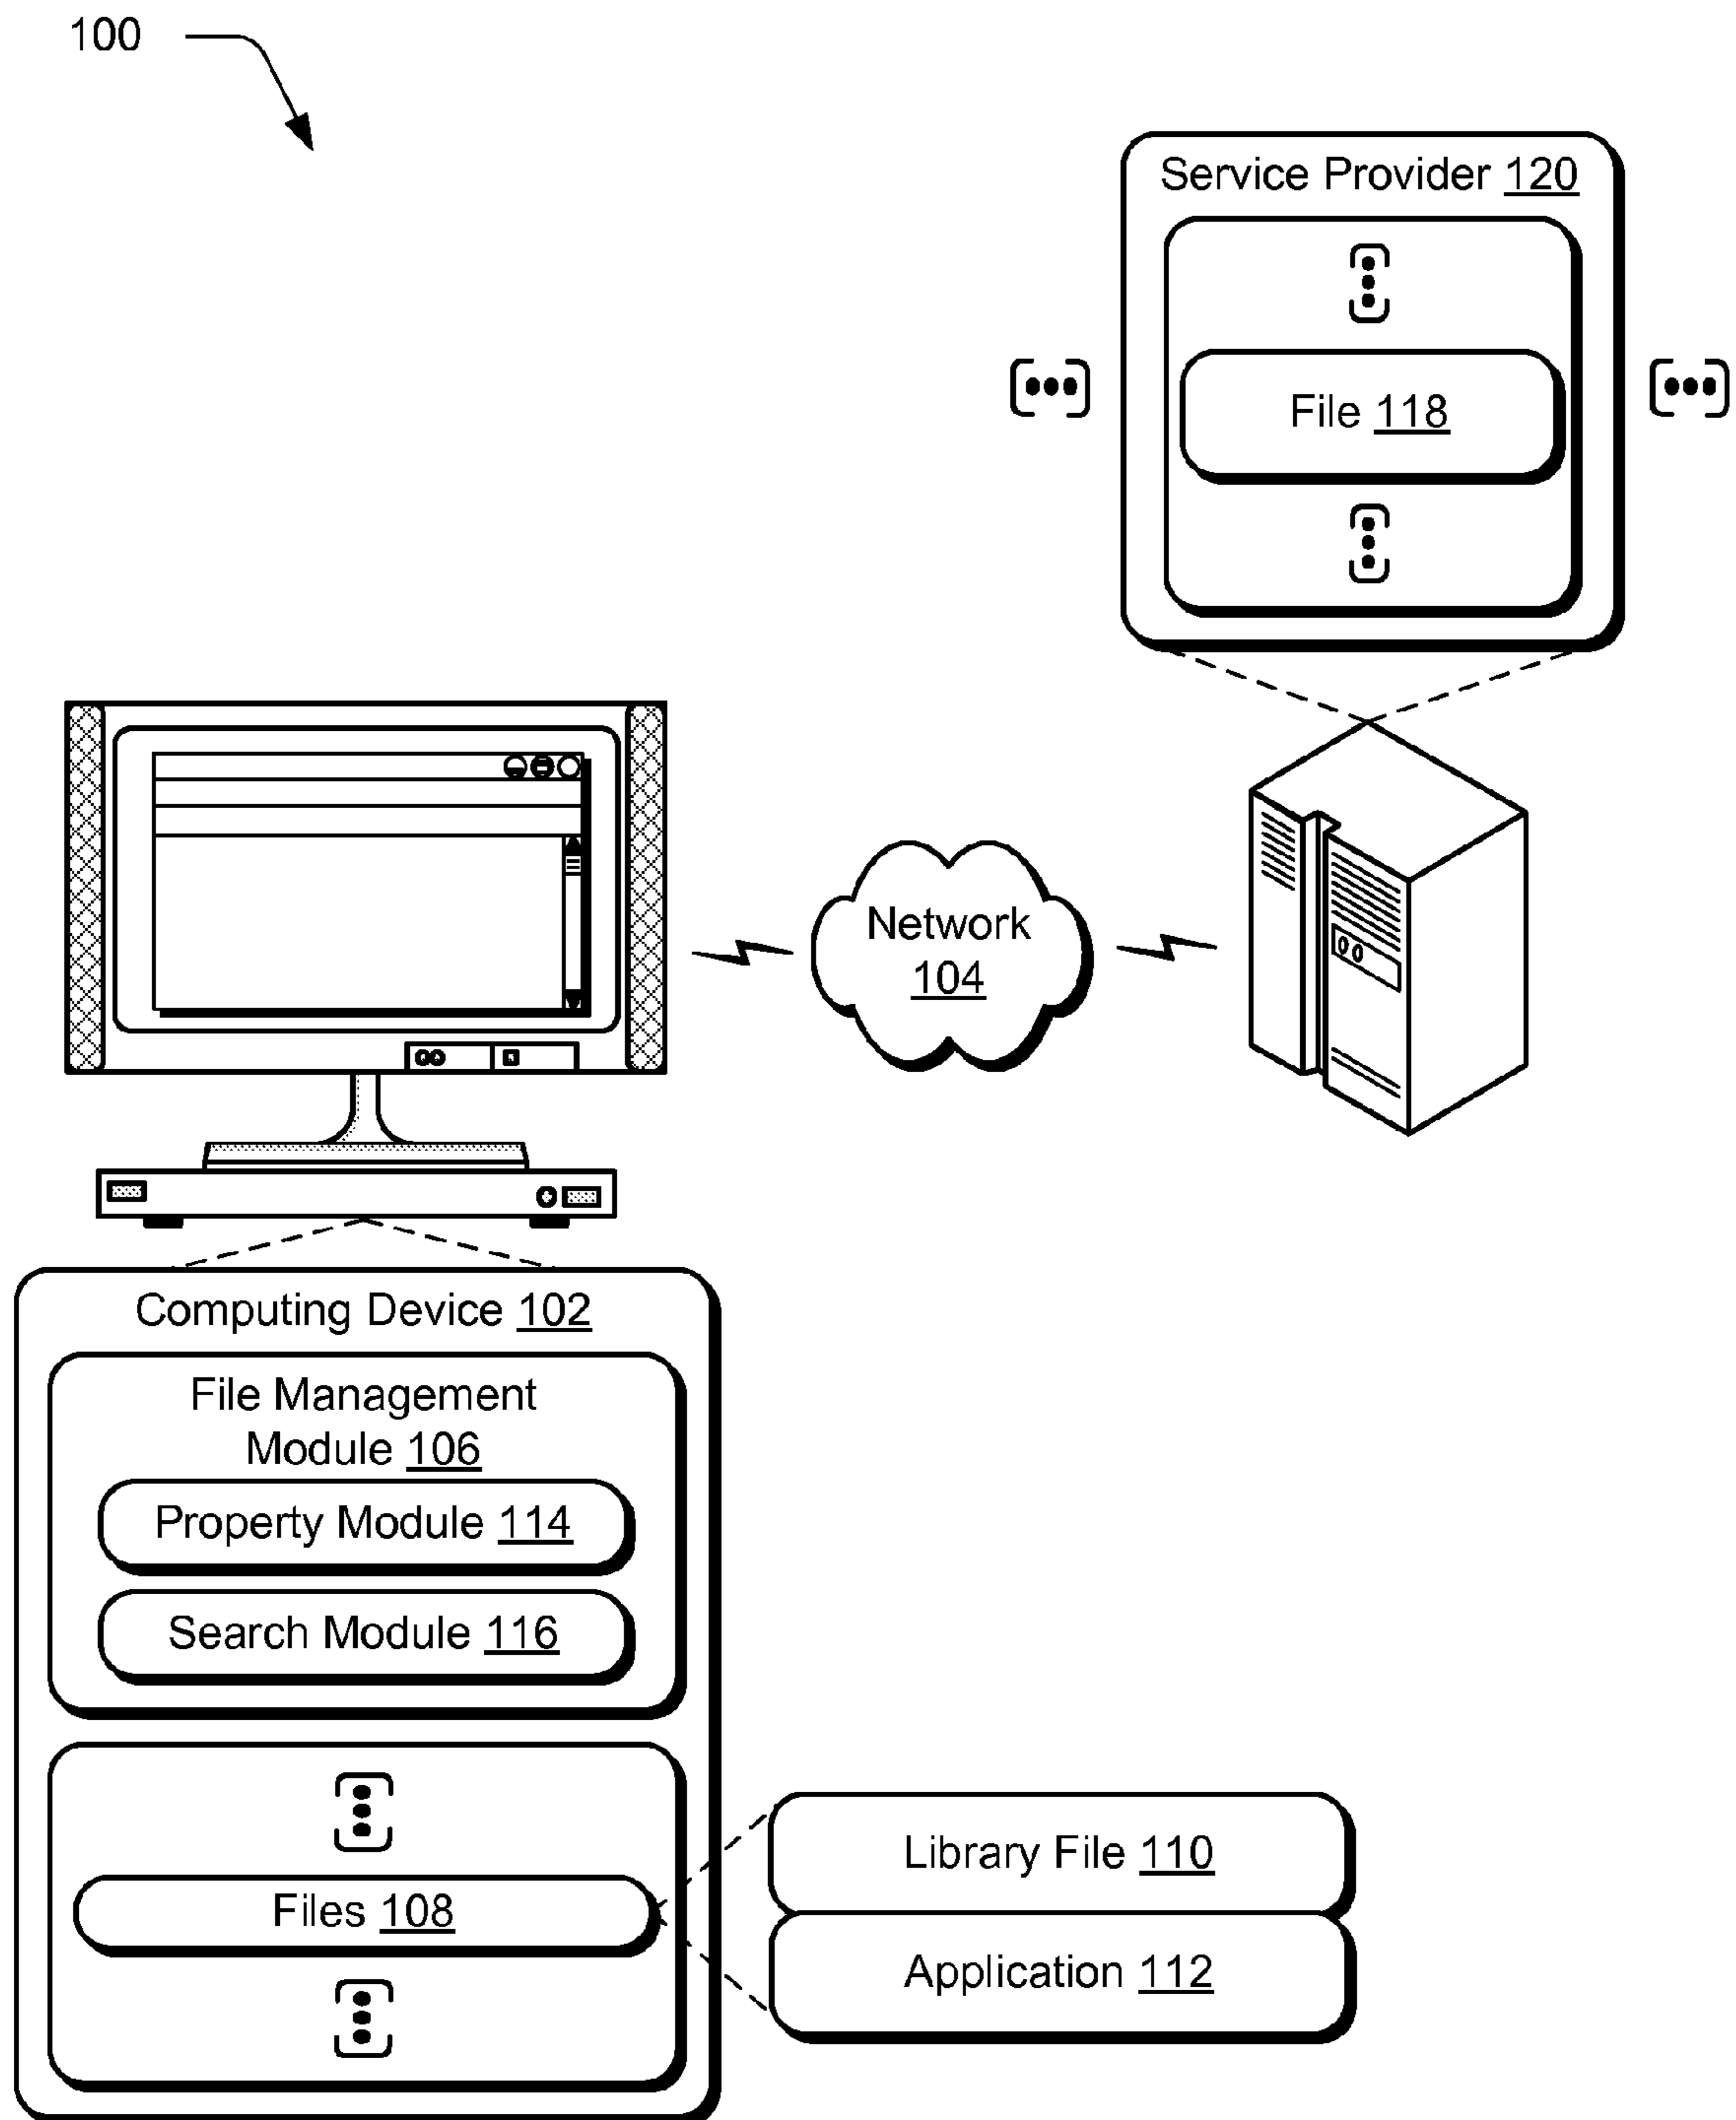 100
Service Provider 120
File 118
Network
104
Computing Device 102
File Management
Module 106
Property Module 114
Search Module 116
Files 108
Library File 110
Application 112